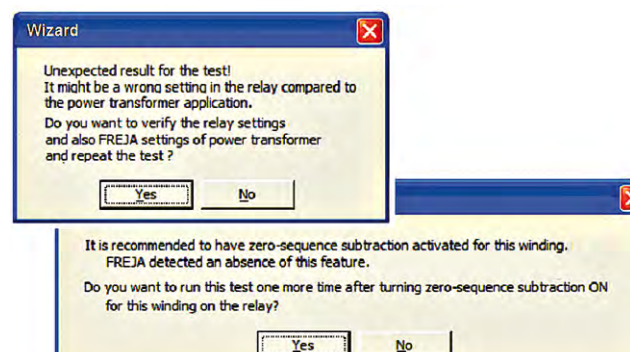 Wizard
Unexpected result for the test!
It might be a wrong setting in the relay compared to
the power transformer application.
Do you want to verify the relay settings
and also FREJA settings of power transformer
and repeat the test ?
Yes No
It is recommended to have zero-sequence subtraction activated for this winding.
FREJA detected an absence of this feature.
Do you want to run this test one more time after turning zero-sequence subtraction ON
for this winding on the relay?
Yes No